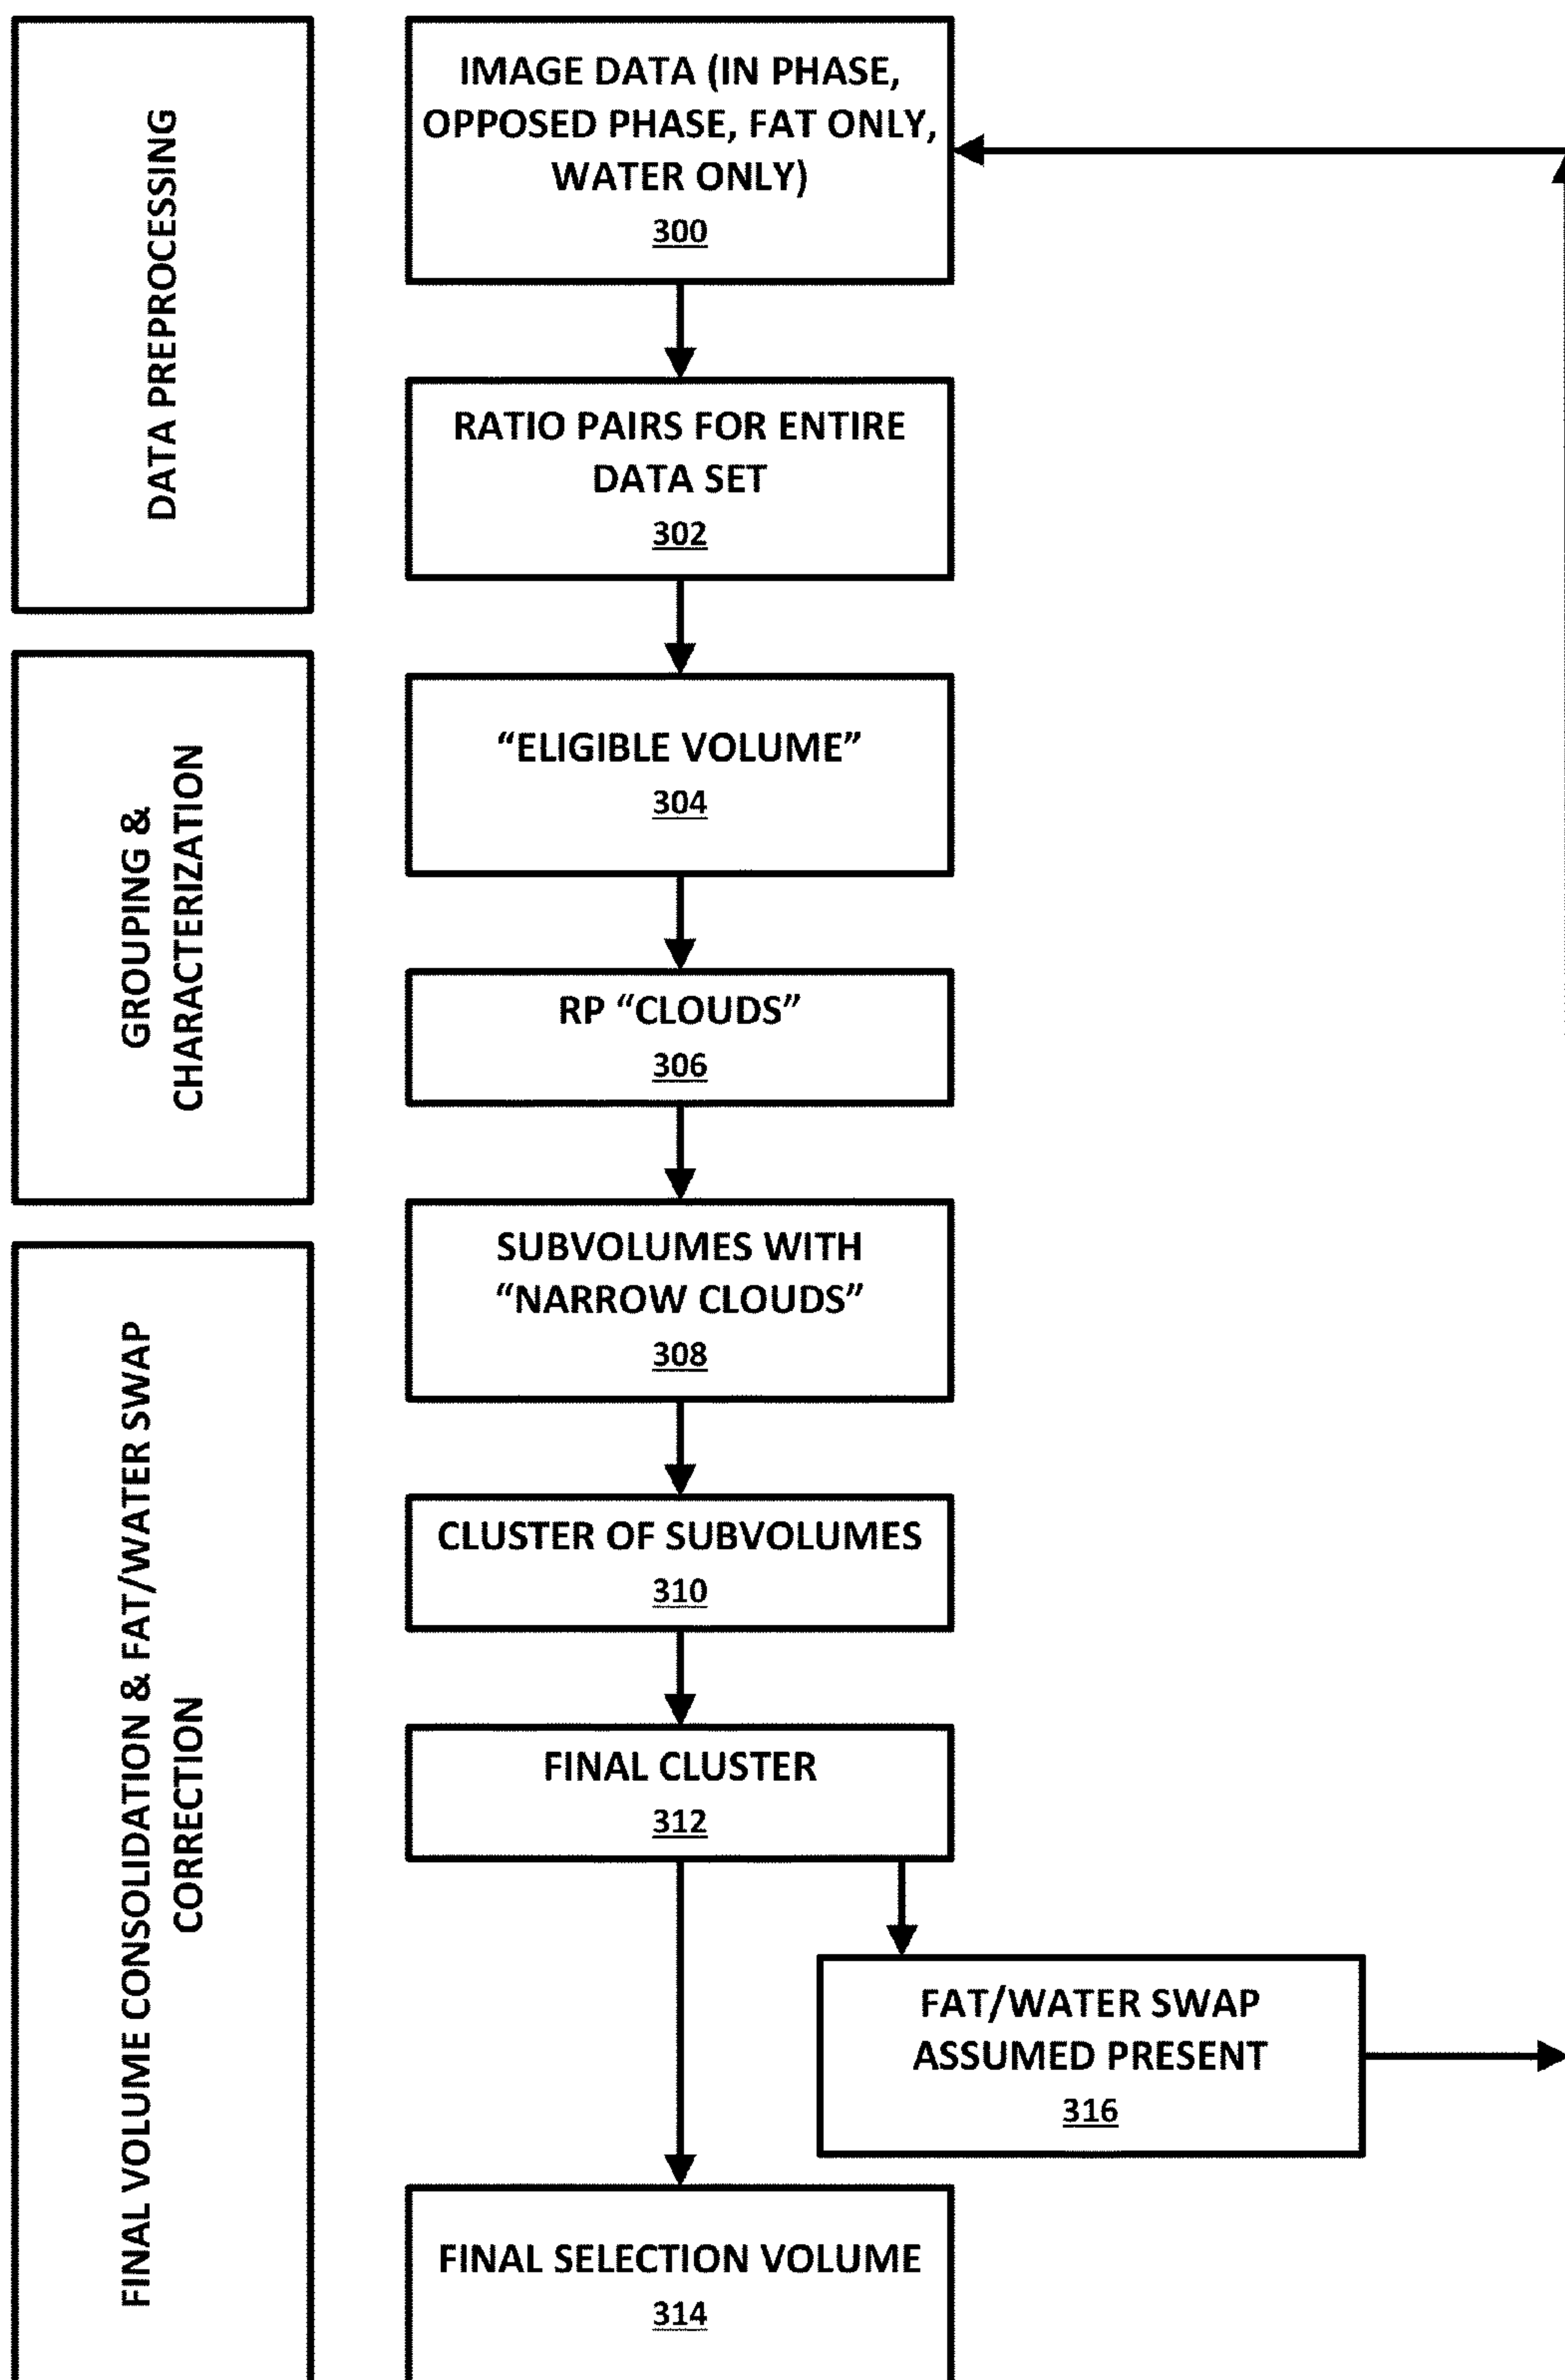 DATA PREPROCESSING
IMAGE DATA (IN PHASE,
OPPOSED PHASE, FAT ONLY,
WATER ONLY)
300
RATIO PAIRS FOR ENTIRE
DATA SET
302
GROUPING &
CHARACTERIZATION
“ELIGIBLE VOLUME”
304
RP “CLOUDS”
306
FINAL VOLUME CONSOLIDATION & FAT/WATER SWAP
CORRECTION
SUBVOLUMES WITH
“NARROW CLOUDS”
308
CLUSTER OF SUBVOLUMES
310
FINAL CLUSTER
312
FAT/WATER SWAP
ASSUMED PRESENT
316
FINAL SELECTION VOLUME
314